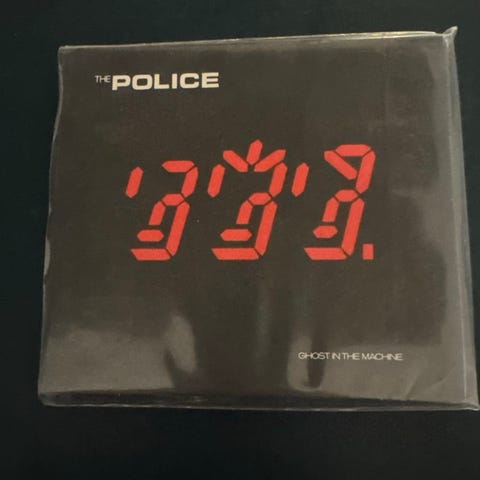 THE POLICE
GHOST IN THE MACHINE